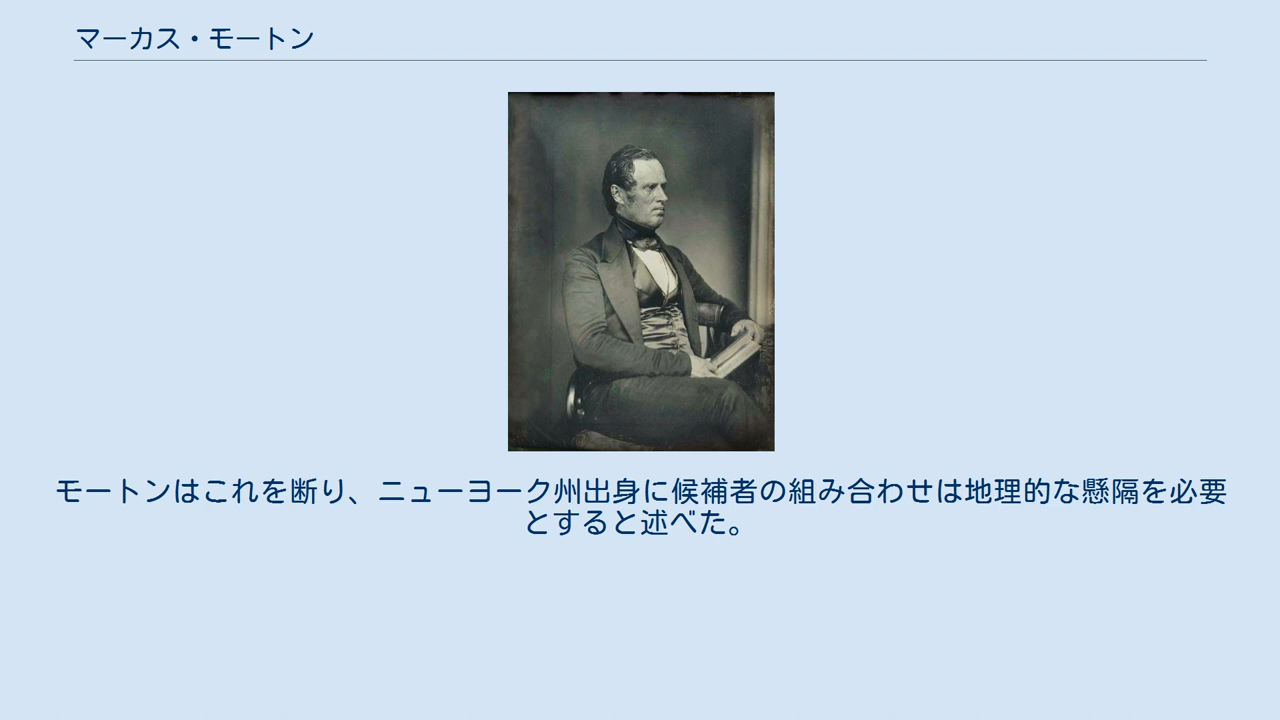 マーカス・モートン
モートンはこれを断り、ニューヨーク州出身に候補者の組み合わせは地理的な懸隔を必要
とすると述べた。